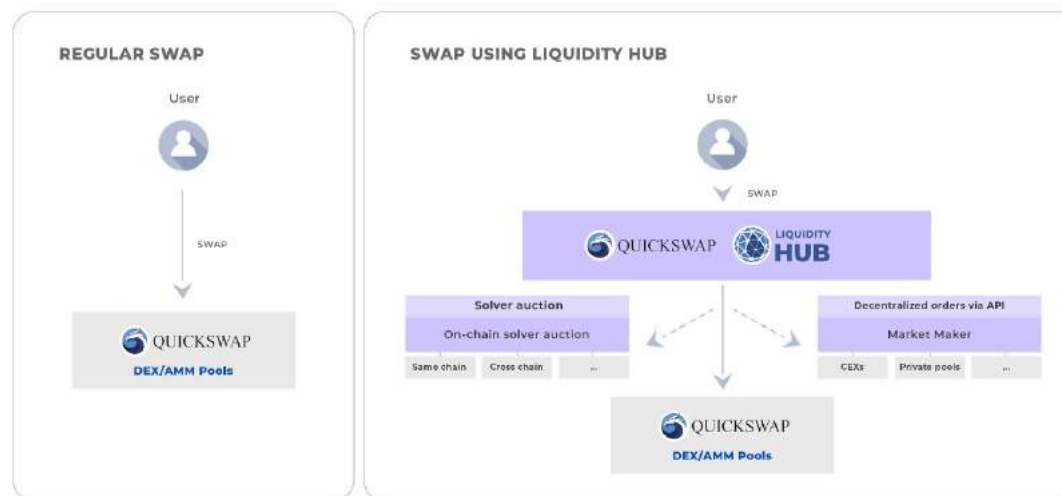 REGULAR SWAP
User
SWAP
QUICKSWAP
DEX/AMM Pools
SWAP USING LIQUIDITY HUB
User
SWAP
QUICKSWAP
LIQUIDITY
HUB
Solver auction
On-chain solver auction
Same chain
Cross chain
...
Decentralized orders via API
Market Maker
CEXs
Private pools
...
QUICKSWAP
DEX/AMM Pools